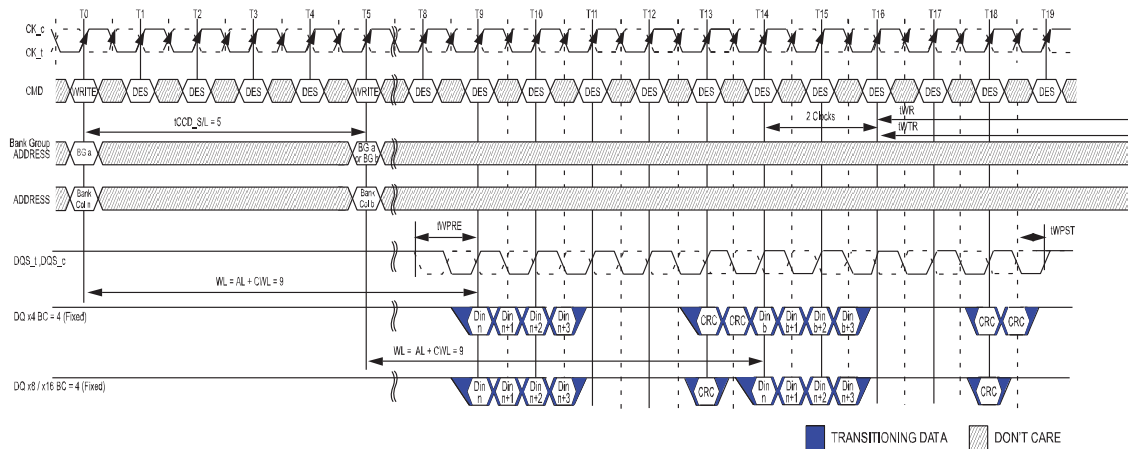 T0 T1 T2 T3 T4 T5 T8 T9 T10 T11 T12 T13 T14 T15 T16 T17 T18 T19
CK_c
CK_t
CMD WRITE DES DES DES DES WRITE DES DES DES DES DES DES DES DES DES DES DES DES
tCCD_S/L = 5
2 Clocks
tWR
tWTR
Bank Group
ADDRESS
BG a
BG a
or BG b
ADDRESS
Bank
Col n
Bank
Col b
tWPRE
tWPST
DQS_t ,DQS_c
WL = AL + CWL = 9
DQ x4 BC = 4 (Fixed)
Din
n
Din
n+1
Din
n+2
Din
n+3
CRC
CRC
Din
b
Din
b+1
Din
b+2
Din
b+3
CRC
CRC
WL = AL + CWL = 9
DQ x8 / x16 BC = 4 (Fixed)
Din
n
Din
n+1
Din
n+2
Din
n+3
CRC
Din
n
Din
n+1
Din
b+2
Din
b+3
CRC
TRANSITIONING DATA
DON'T CARE